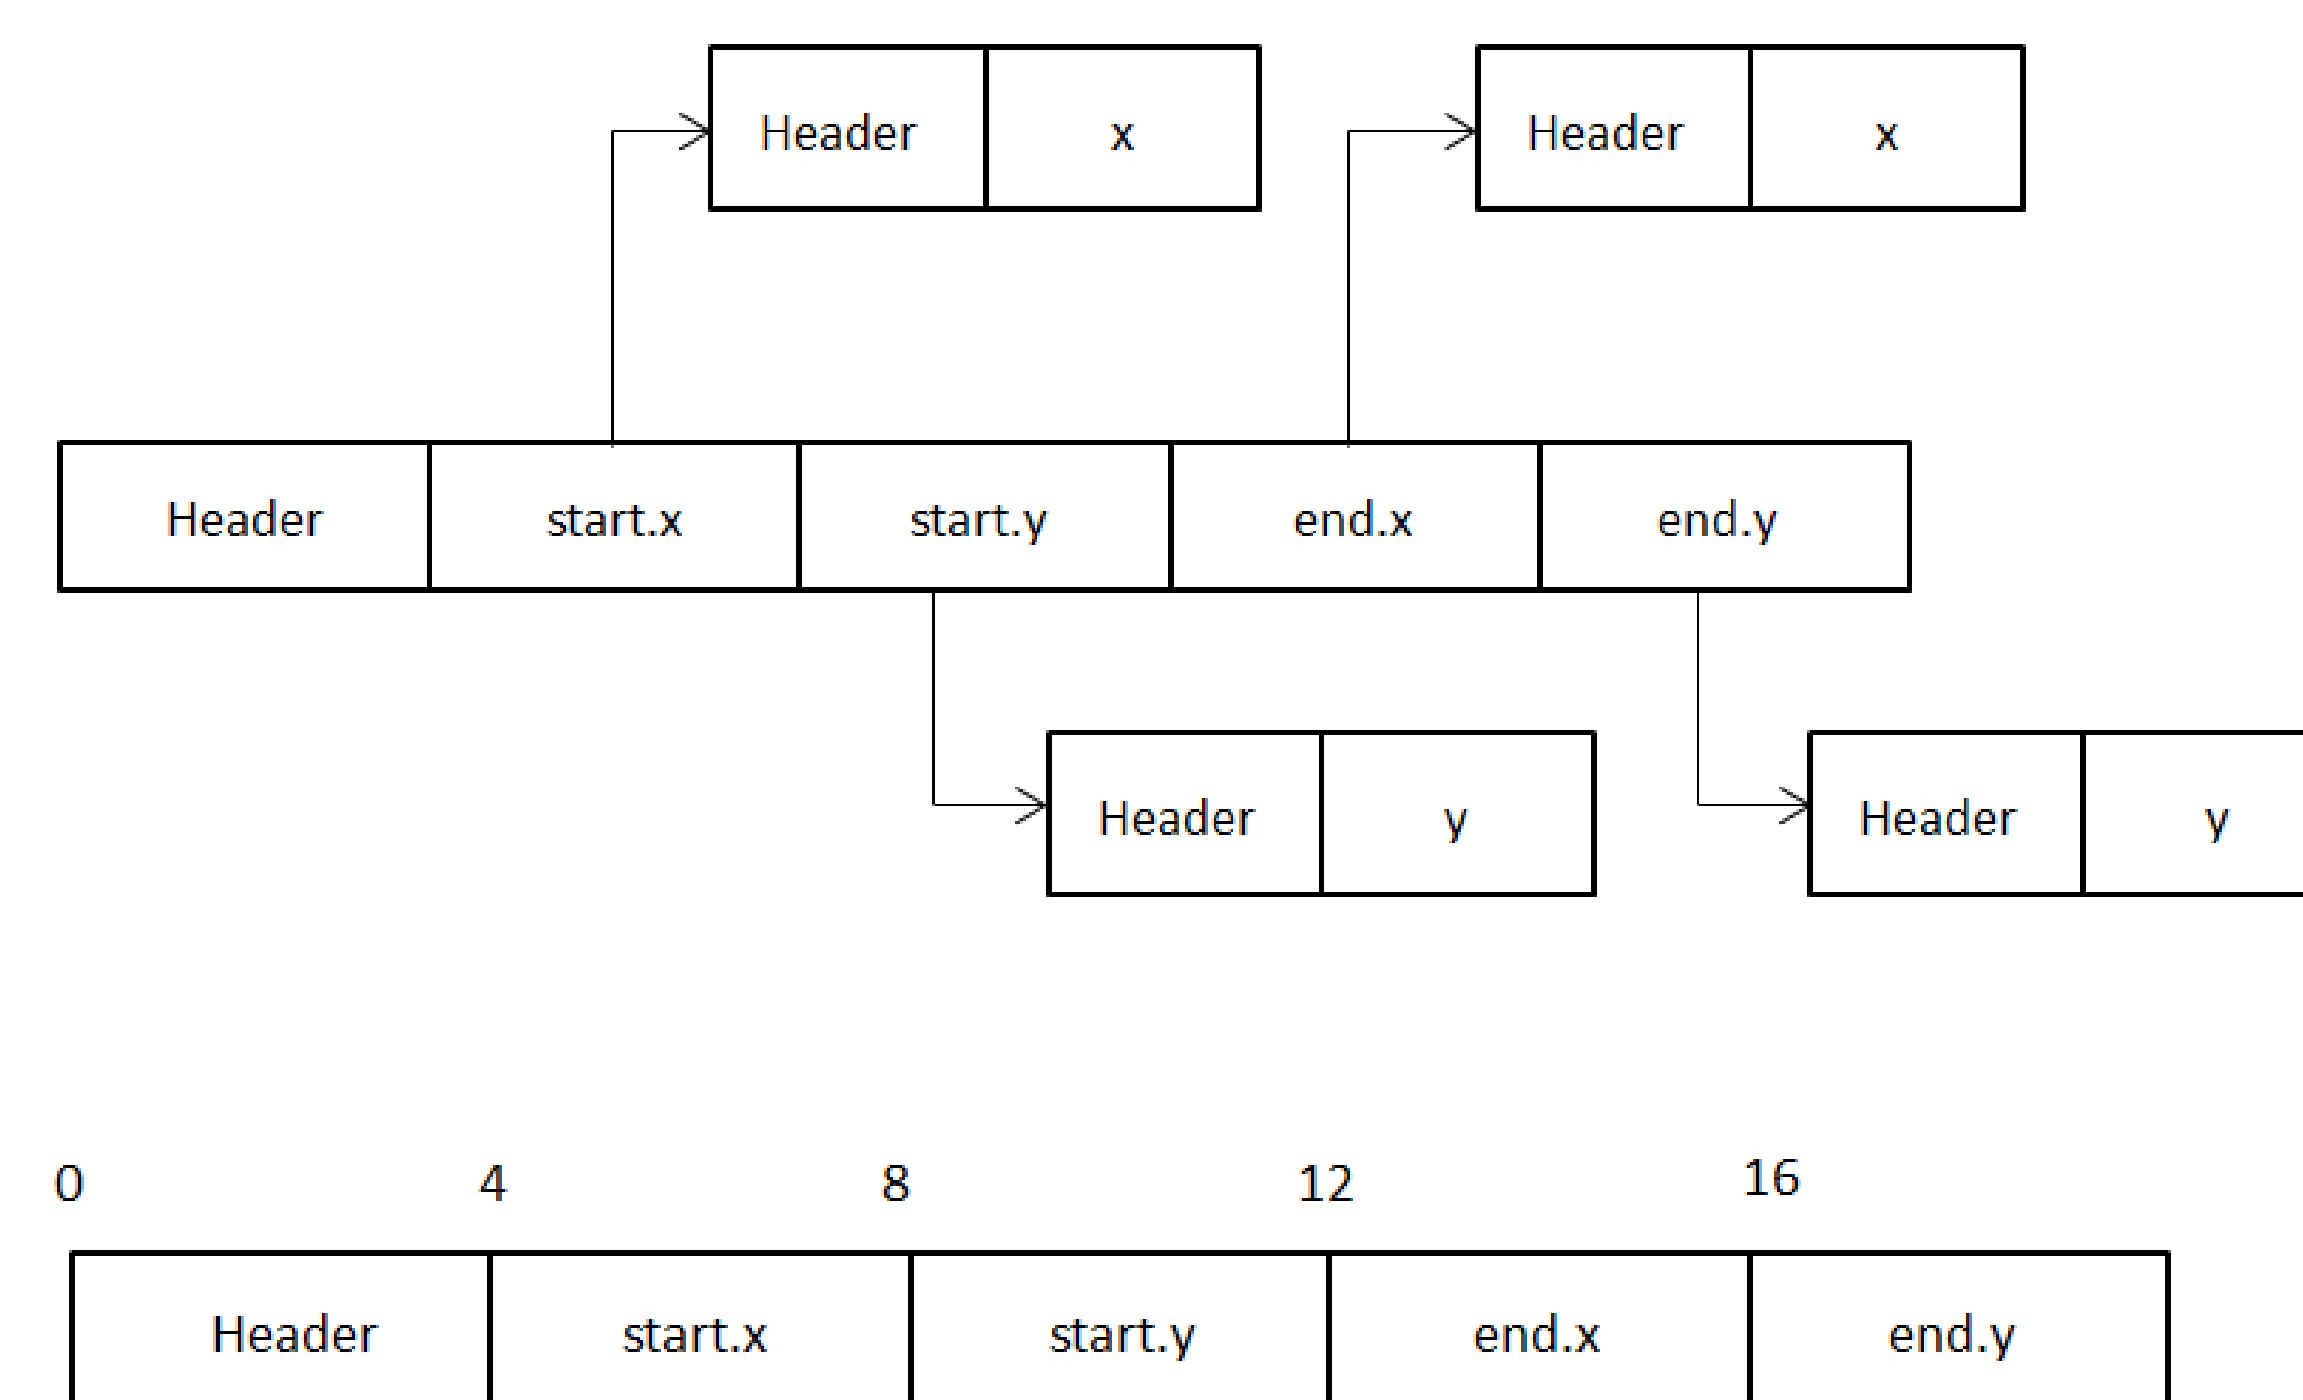 Header x Header x
Header start.x start.y end.x end.y
Header y Header y
0 4 8 12 16
Header start.x start.y end.x end.y